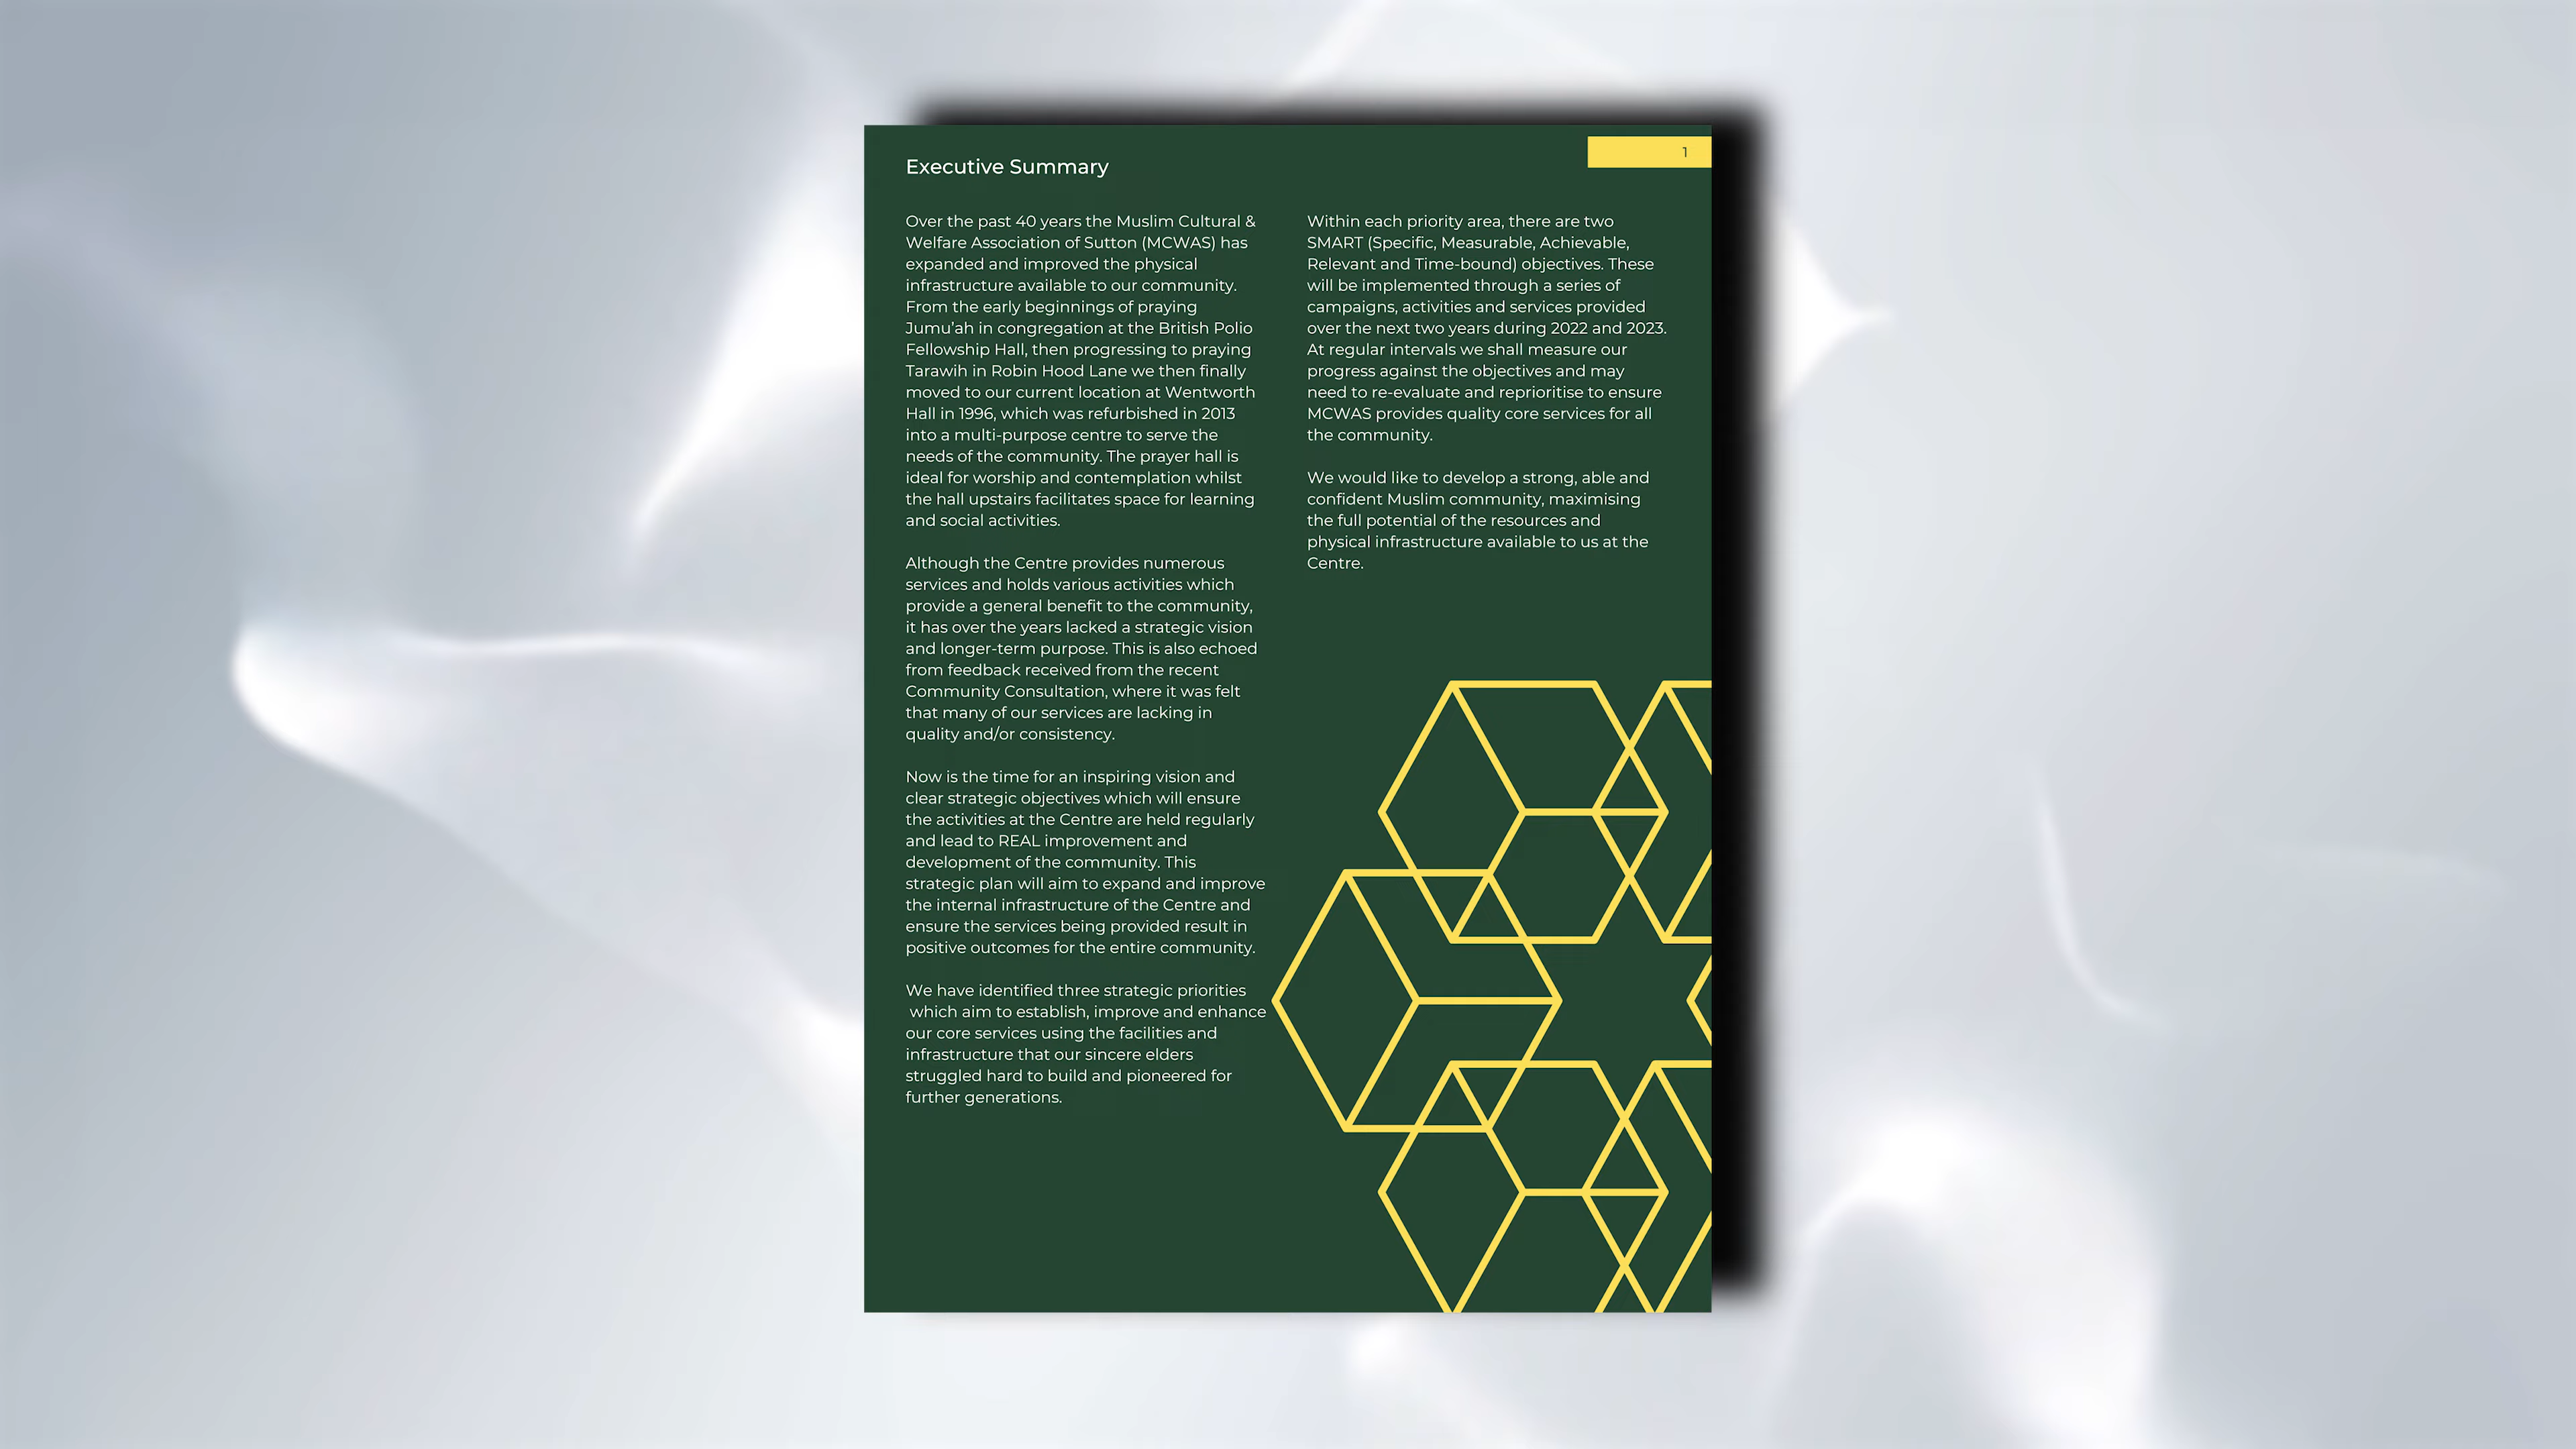 Executive Summary
1
Over the past 40 years the Muslim Cultural &
Welfare Association of Sutton (MCWAS) has
expanded and improved the physical
infrastructure available to our community.
From the early beginnings of praying
Jumu’ah in congregation at the British Polio
Fellowship Hall, then progressing to praying
Tarawih in Robin Hood Lane we then finally
moved to our current location at Wentworth
Hall in 1996, which was refurbished in 2013
into a multi-purpose centre to serve the
needs of the community. The prayer hall is
ideal for worship and contemplation whilst
the hall upstairs facilitates space for learning
and social activities.
Although the Centre provides numerous
services and holds various activities which
provide a general benefit to the community,
it has over the years lacked a strategic vision
and longer-term purpose. This is also echoed
from feedback received from the recent
Community Consultation, where it was felt
that many of our services are lacking in
quality and/or consistency.
Now is the time for an inspiring vision and
clear strategic objectives which will ensure
the activities at the Centre are held regularly
and lead to REAL improvement and
development of the community. This
strategic plan will aim to expand and improve
the internal infrastructure of the Centre and
ensure the services being provided result in
positive outcomes for the entire community.
We have identified three strategic priorities
which aim to establish, improve and enhance
our core services using the facilities and
infrastructure that our sincere elders
struggled hard to build and pioneered for
further generations.
Within each priority area, there are two
SMART (Specific, Measurable, Achievable,
Relevant and Time-bound) objectives. These
will be implemented through a series of
campaigns, activities and services provided
over the next two years during 2022 and 2023.
At regular intervals we shall measure our
progress against the objectives and may
need to re-evaluate and reprioritise to ensure
MCWAS provides quality core services for all
the community.
We would like to develop a strong, able and
confident Muslim community, maximising
the full potential of the resources and
physical infrastructure available to us at the
Centre.